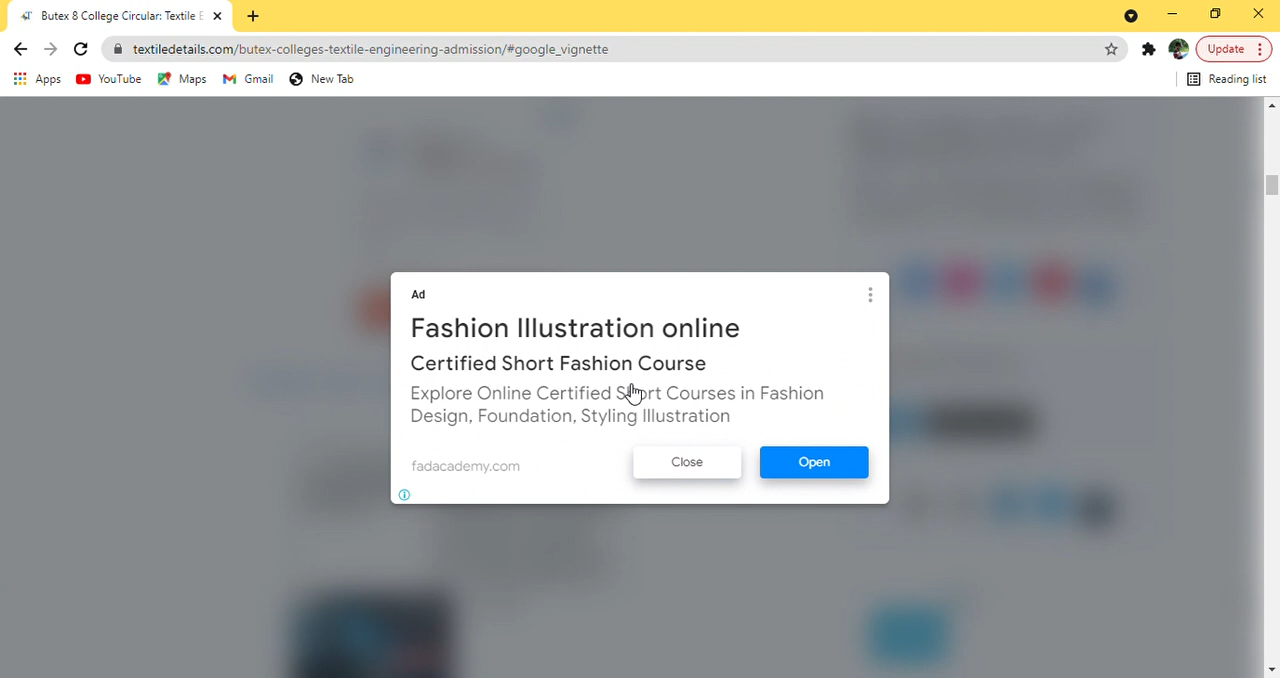 Butex 8 College Circular: Textile E
textiledetails.com/butex-colleges-textile-engineering-admission/#google_vignette
Update
Apps YouTube Maps Gmail New Tab Reading list
Ad
Fashion Illustration online
Certified Short Fashion Course
Explore Online Certified Short Courses in Fashion
Design, Foundation, Styling Illustration
fadacademy.com Close Open